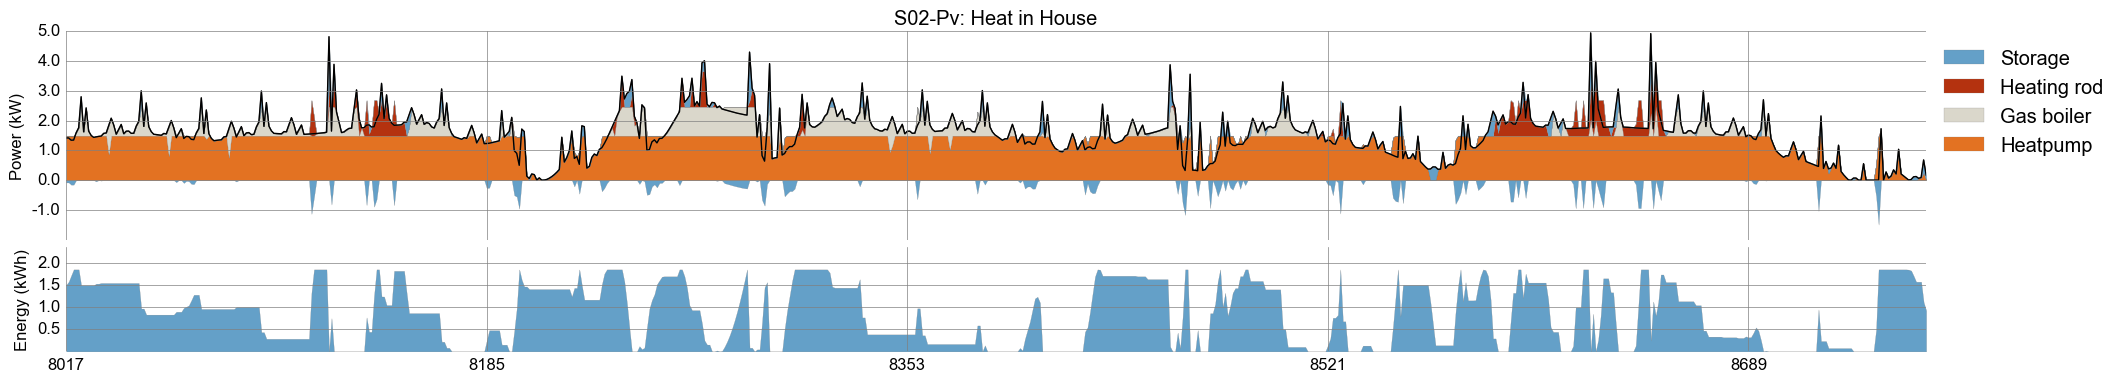 S02-Pv: Heat in House
Power (kW)
5.0
4.0
3.0
2.0
1.0
0.0
-1.0
Storage
Heating rod
Gas boiler
Heatpump
Energy (kWh)
2.0
1.5
1.0
0.5
8017
8185
8353
8521
8689